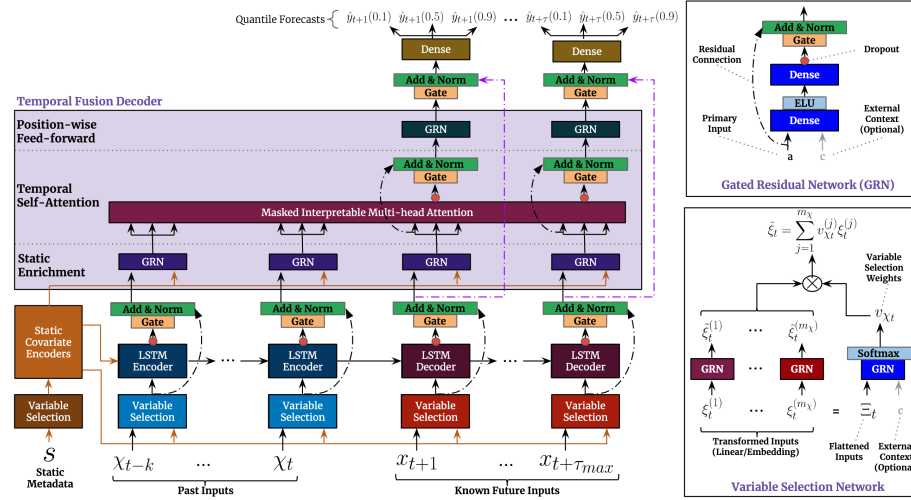 Quantile Forecasts { ŷt+1(0.1) ŷt+1(0.5) ŷt+1(0.9) ... ŷt+τ(0.1) ŷt+τ(0.5) ŷt+τ(0.9)
Dense Dense
Add & Norm Add & Norm
Gate Gate
Temporal Fusion Decoder
Position-wise
Feed-forward
GRN GRN
Add & Norm Add & Norm
Gate Gate
Temporal
Self-Attention
Masked Interpretable Multi-head Attention
Static
Enrichment
GRN GRN GRN GRN
Add & Norm Add & Norm Add & Norm Add & Norm
Gate Gate Gate Gate
Static
Covariate
Encoders
LSTM
Encoder
...
LSTM
Encoder
LSTM
Decoder
...
LSTM
Decoder
Variable
Selection
Variable
Selection
Variable
Selection
Variable
Selection
Variable
Selection
s
Static
Metadata
χt−k ... χt xt+1 ... xt+τmax
Past Inputs Known Future Inputs
Add & Norm
Gate
Residual
Connection
Dropout
Dense
ELU
Dense
Primary
Input
External
Context
(Optional)
a c
Gated Residual Network (GRN)
ξ̃t = ∑j=1mχ vχt(j) ξ̃t(j)
Variable
Selection
Weights
vχt
ξ̃t(1) ... ξ̃t(mχ)
Softmax
GRN ... GRN GRN
ξt(1) ... ξt(mχ) = Ξt c
Transformed Inputs
(Linear/Embedding)
Flattened
Inputs
External
Context
(Optional
Variable Selection Network